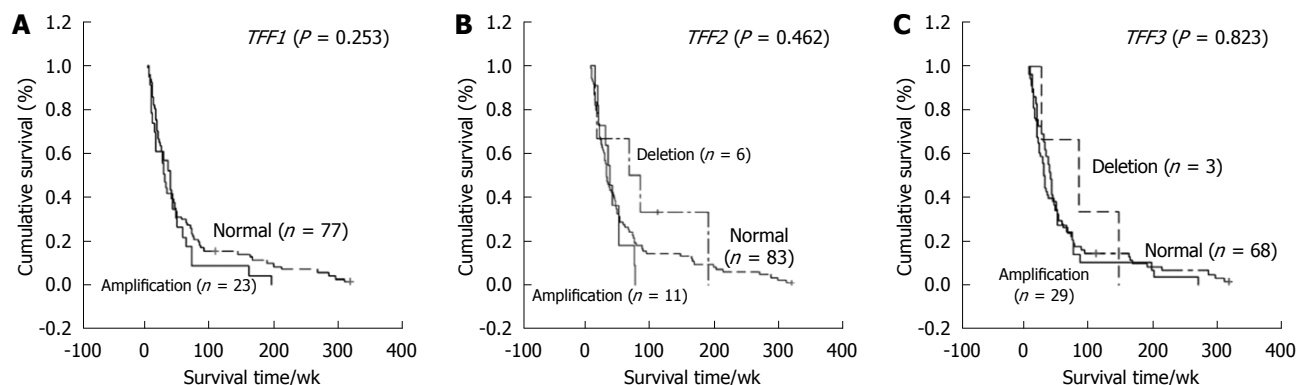 A
TFF1 (P = 0.253)
Cumulative survival (%)
1.2
1.0
0.8
0.6
0.4
0.2
0.0
-0.2
Normal (n = 77)
Amplification (n = 23)
-100 0 100 200 300 400
Survival time/wk
B
TFF2 (P = 0.462)
Cumulative survival (%)
1.2
1.0
0.8
0.6
0.4
0.2
0.0
-0.2
Deletion (n = 6)
Normal
(n = 83)
Amplification (n = 11)
-100 0 100 200 300 400
Survival time/wk
C
TFF3 (P = 0.823)
Cumulative survival (%)
1.2
1.0
0.8
0.6
0.4
0.2
0.0
-0.2
Deletion (n = 3)
Normal (n = 68)
Amplification
(n = 29)
-100 0 100 200 300 400
Survival time/wk